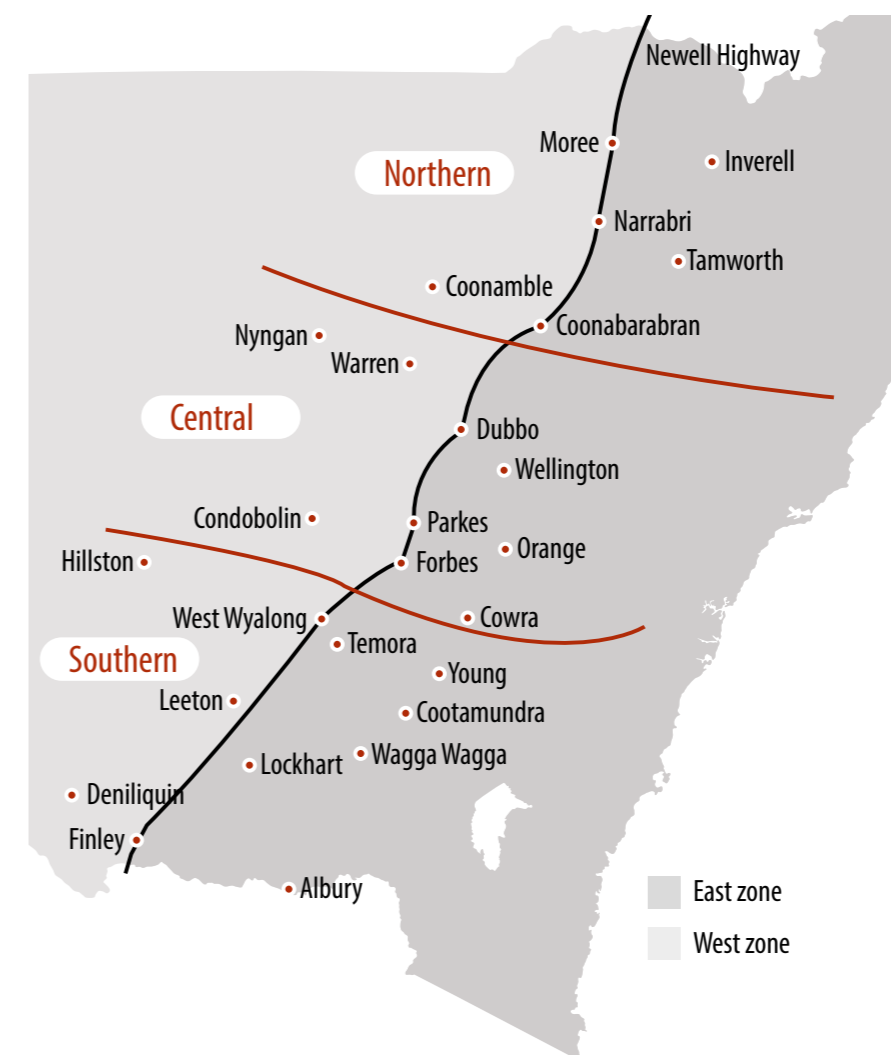 Newell Highway
Moree
Inverell
Northern
Narrabri
Tamworth
Coonamble
Coonabarabran
Nyngan
Warren
Central
Dubbo
Wellington
Condobolin
Parkes
Orange
Hillston
Forbes
West Wyalong
Cowra
Temora
Southern
Young
Leeton
Cootamundra
Wagga Wagga
Lockhart
Deniliquin
Finley
Albury
East zone
West zone